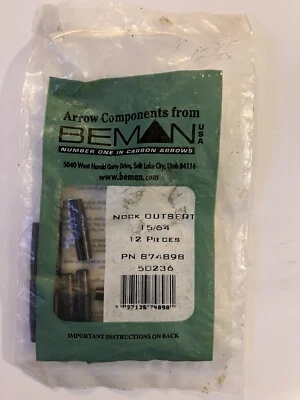 Arrow Components from
BEMAN USA
NUMBER ONE IN CARBON ARROWS
5040 West Harold Gatty Drive, Salt Lake City, Utah 84116
www.beman.com
NOCK OUTSERT
15/64
12 PIECES
PN 874898
50236
IMPORTANT INSTRUCTIONS ON BACK